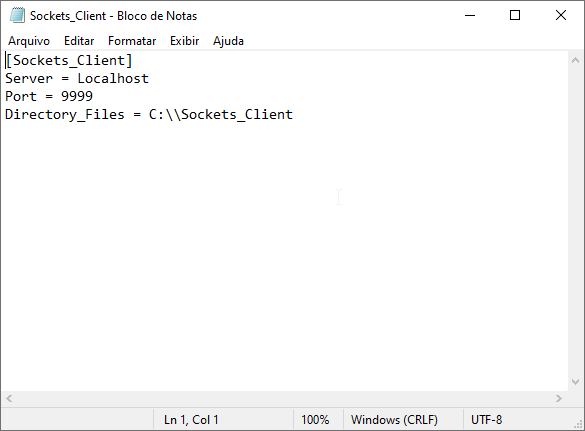 Sockets_Client - Bloco de Notas
Arquivo Editar Formatar Exibir Ajuda
[Sockets_Client]
Server = Localhost
Port = 9999
Directory_Files = C:\\Sockets_Client
Ln 1, Col 1 100% Windows (CRLF) UTF-8